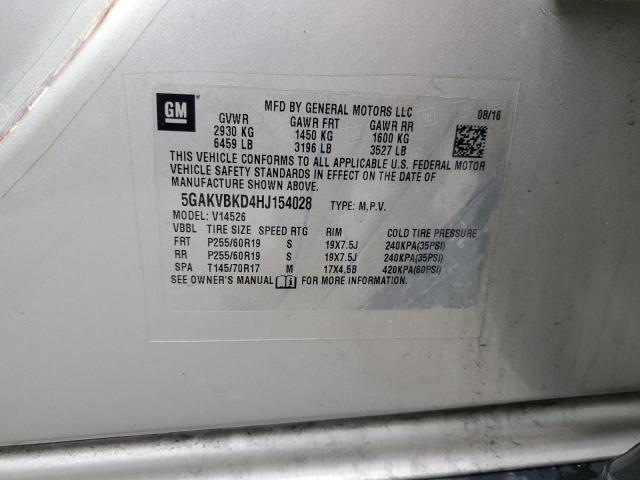 GM
MFD BY GENERAL MOTORS LLC
08/16
GVWR GAWR FRT GAWR RR
2930 KG 1450 KG 1600 KG
6459 LB 3196 LB 3527 LB
THIS VEHICLE CONFORMS TO ALL APPLICABLE U.S. FEDERAL MOTOR
VEHICLE SAFETY STANDARDS IN EFFECT ON THE DATE OF
MANUFACTURE SHOWN ABOVE.
5GAKVBKD4HJ154028 TYPE: M.P.V.
MODEL: V14526
VBBL TIRE SIZE SPEED RTG RIM COLD TIRE PRESSURE
FRT P255/60R19 S 19X7.5J 240KPA(35PSI)
RR P255/60R19 S 19X7.5J 240KPA(35PSI)
SPA T145/70R17 M 17X4.5B 420KPA(60PSI)
SEE OWNER'S MANUAL FOR MORE INFORMATION.